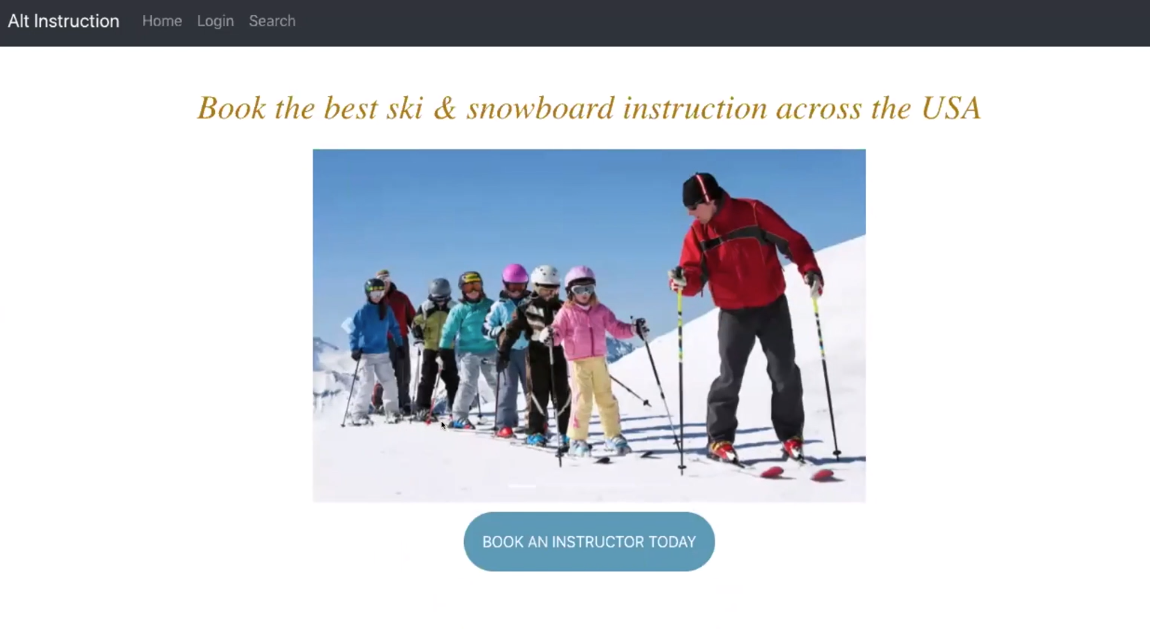 Alt Instruction Home Login Search
Book the best ski & snowboard instruction across the USA
BOOK AN INSTRUCTOR TODAY